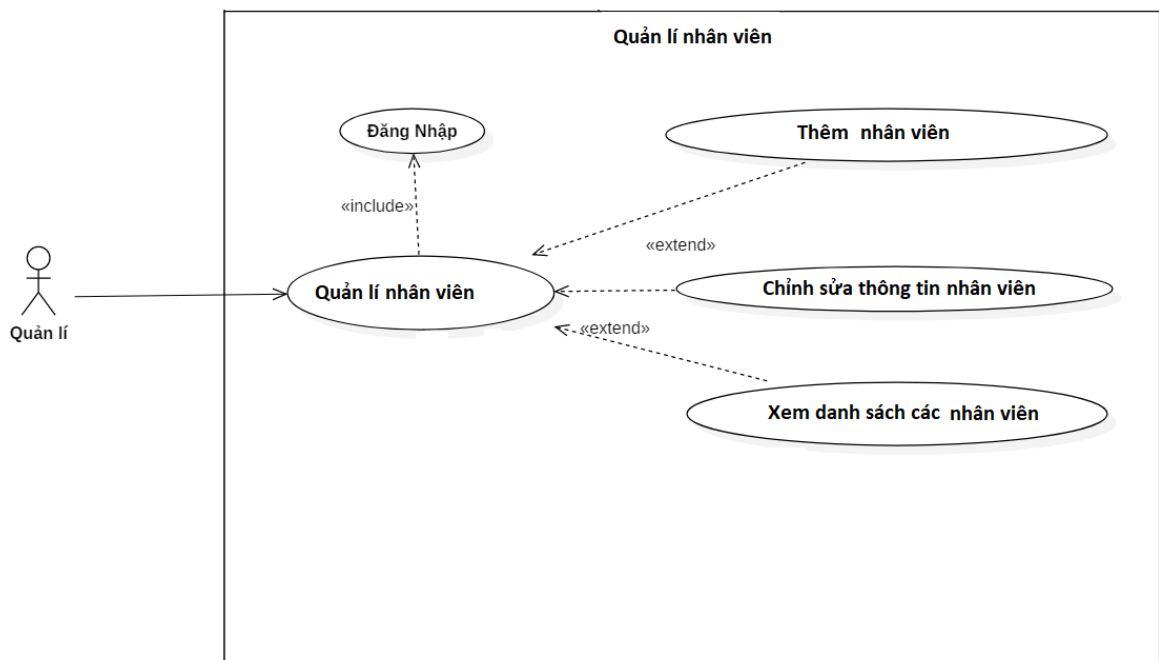 Quản lí nhân viên
Đăng Nhập
Thêm nhân viên
«include»
«extend»
Quản lí nhân viên
Chỉnh sửa thông tin nhân viên
Quản lí
«extend»
Xem danh sách các nhân viên